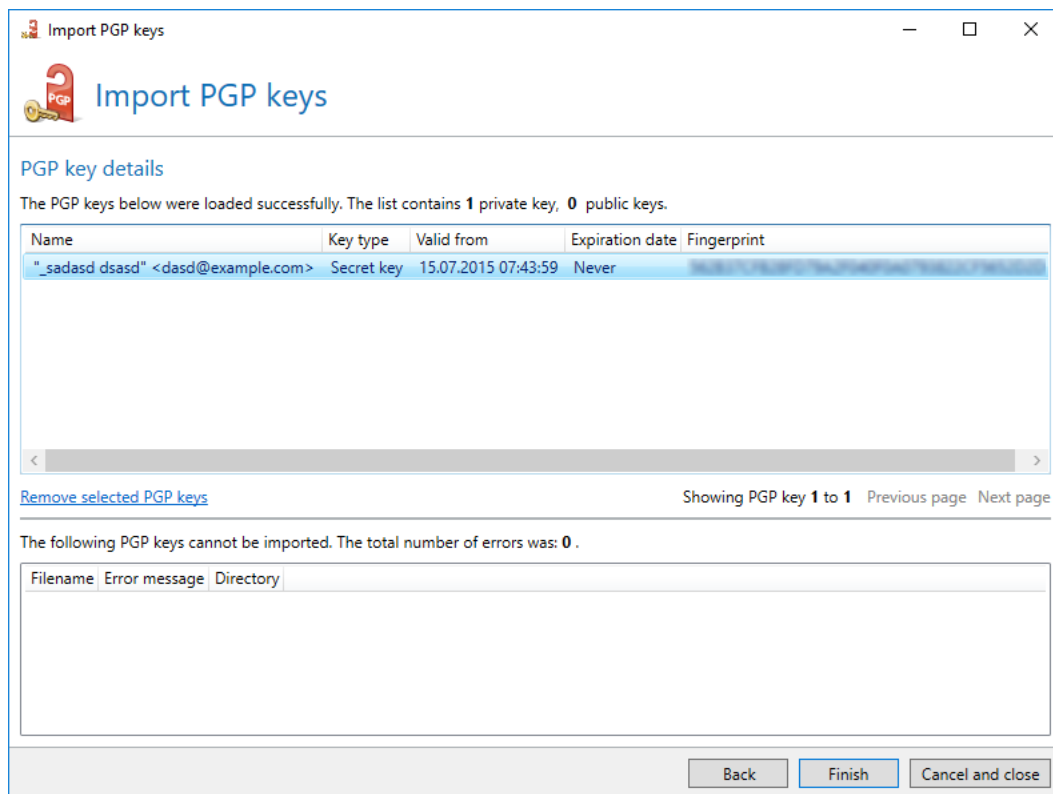 Import PGP keys
PGP
Import PGP keys
PGP key details
The PGP keys below were loaded successfully. The list contains 1 private key, 0 public keys.
Name Key type Valid from Expiration date Fingerprint
"_sadasd dsasd" <dasd@example.com> Secret key 15.07.2015 07:43:59 Never
Remove selected PGP keys Showing PGP key 1 to 1 Previous page Next page
The following PGP keys cannot be imported. The total number of errors was: 0 .
Filename Error message Directory
Back Finish Cancel and close